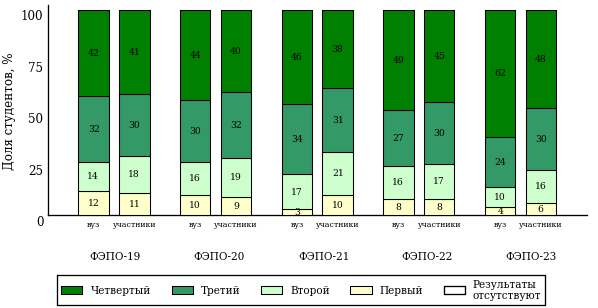 Доля студентов, %
100
75
50
25
0
42 41 44 40 46 38 49 45 62 48
32 30 30 32 34 31 27 30 24 30
14 18 16 19 17 21 16 17 10 16
12 11 10 9 3 10 8 8 4 6
вуз участники вуз участники вуз участники вуз участники вуз участники
ФЭПО-19 ФЭПО-20 ФЭПО-21 ФЭПО-22 ФЭПО-23
Четвертый Третий Второй Первый Результаты
отсутствуют